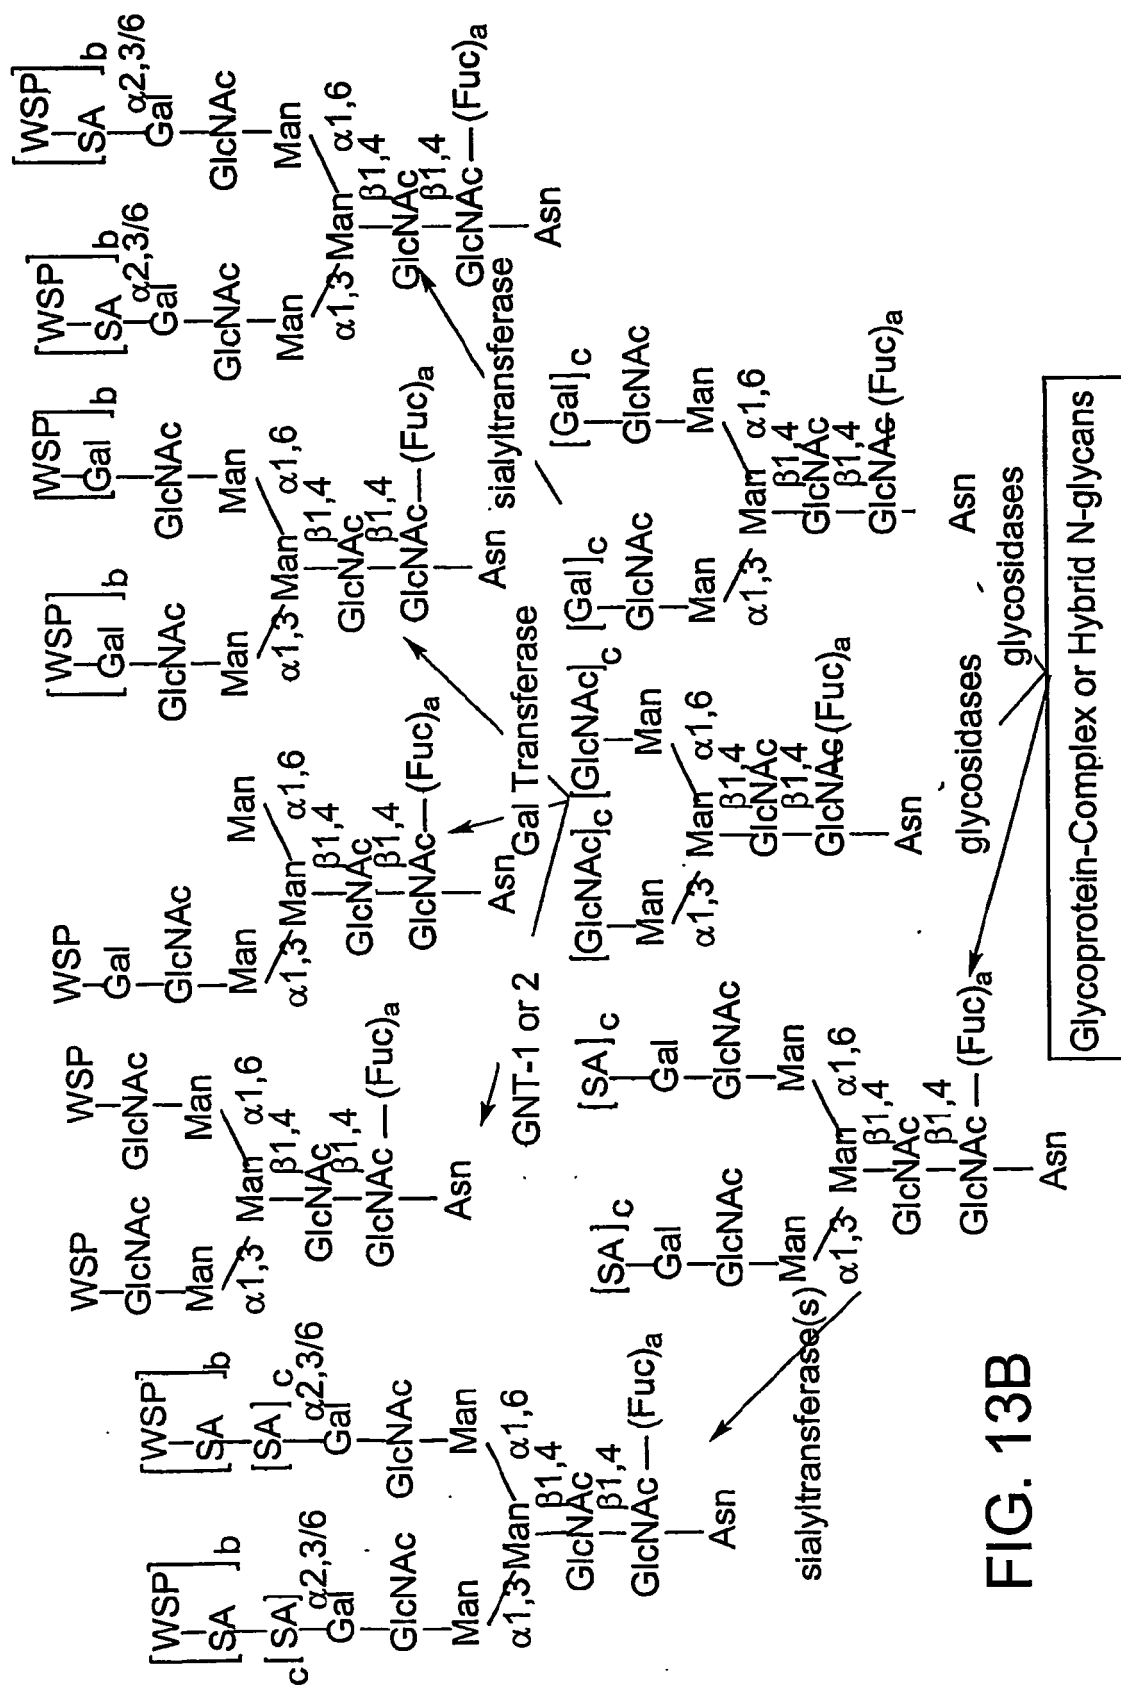 [WSP]
[SA
]b
c[SA]
α2,3/6
Gal
GlcNAc
Man
α1,3
[WSP]
[SA
]b
[SA]c
α2,3/6
Gal
GlcNAc
Man
α1,6
Man
β1,4
GlcNAc
β1,4
GlcNAc—(Fuc)a
Asn
WSP
GlcNAc
Man
α1,3
WSP
GlcNAc
Man
α1,6
Man
β1,4
GlcNAc
β1,4
GlcNAc—(Fuc)a
Asn
WSP
Gal
GlcNAc
Man
α1,3
Man
α1,6
Man
β1,4
GlcNAc
β1,4
GlcNAc—(Fuc)a
Asn
[WSP]
[Gal
]b
GlcNAc
Man
α1,3
[WSP]
[Gal
]b
GlcNAc
Man
α1,6
Man
β1,4
GlcNAc
β1,4
GlcNAc—(Fuc)a
Asn
[WSP]
[SA
]b
α2,3/6
Gal
GlcNAc
Man
α1,3
[WSP]
[SA
]b
α2,3/6
Gal
GlcNAc
Man
α1,6
Man
β1,4
GlcNAc
β1,4
GlcNAc—(Fuc)a
Asn
GNT-1 or 2
Gal Transferase
sialyltransferase
sialyltransferase(s)
[SA]c
Gal
GlcNAc
Man
α1,3
[SA]c
Gal
GlcNAc
Man
α1,6
Man
β1,4
GlcNAc
β1,4
GlcNAc—(Fuc)a
Asn
[GlcNAc]c
Man
α1,3
[GlcNAc]c
Man
α1,6
Man
β1,4
GlcNAc
β1,4
GlcNAc(Fuc)a
Asn
[Gal]c
GlcNAc
Man
α1,3
[Gal]c
GlcNAc
Man
α1,6
Man
β1,4
GlcNAc
β1,4
GlcNAc(Fuc)a
Asn
glycosidases
glycosidases
FIG. 13B
Glycoprotein-Complex or Hybrid N-glycans